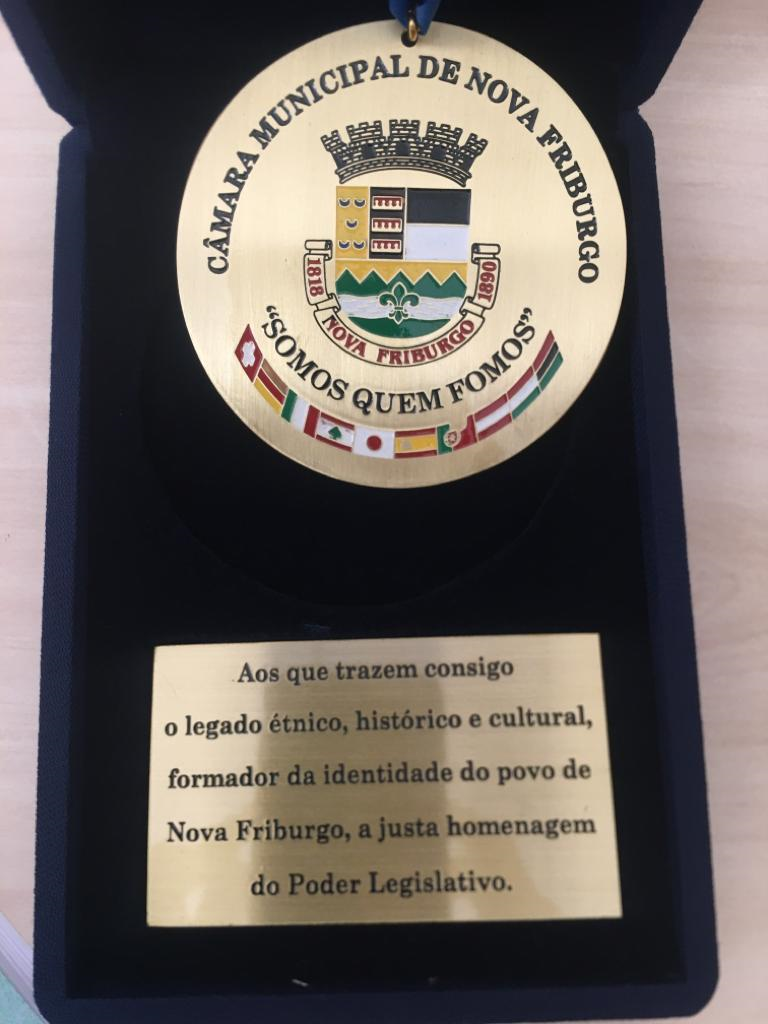 CÂMARA MUNICIPAL DE NOVA FRIBURGO
1818
1890
NOVA FRIBURGO
“SOMOS QUEM FOMOS”
Aos que trazem consigo
o legado étnico, histórico e cultural,
formador da identidade do povo de
Nova Friburgo, a justa homenagem
do Poder Legislativo.